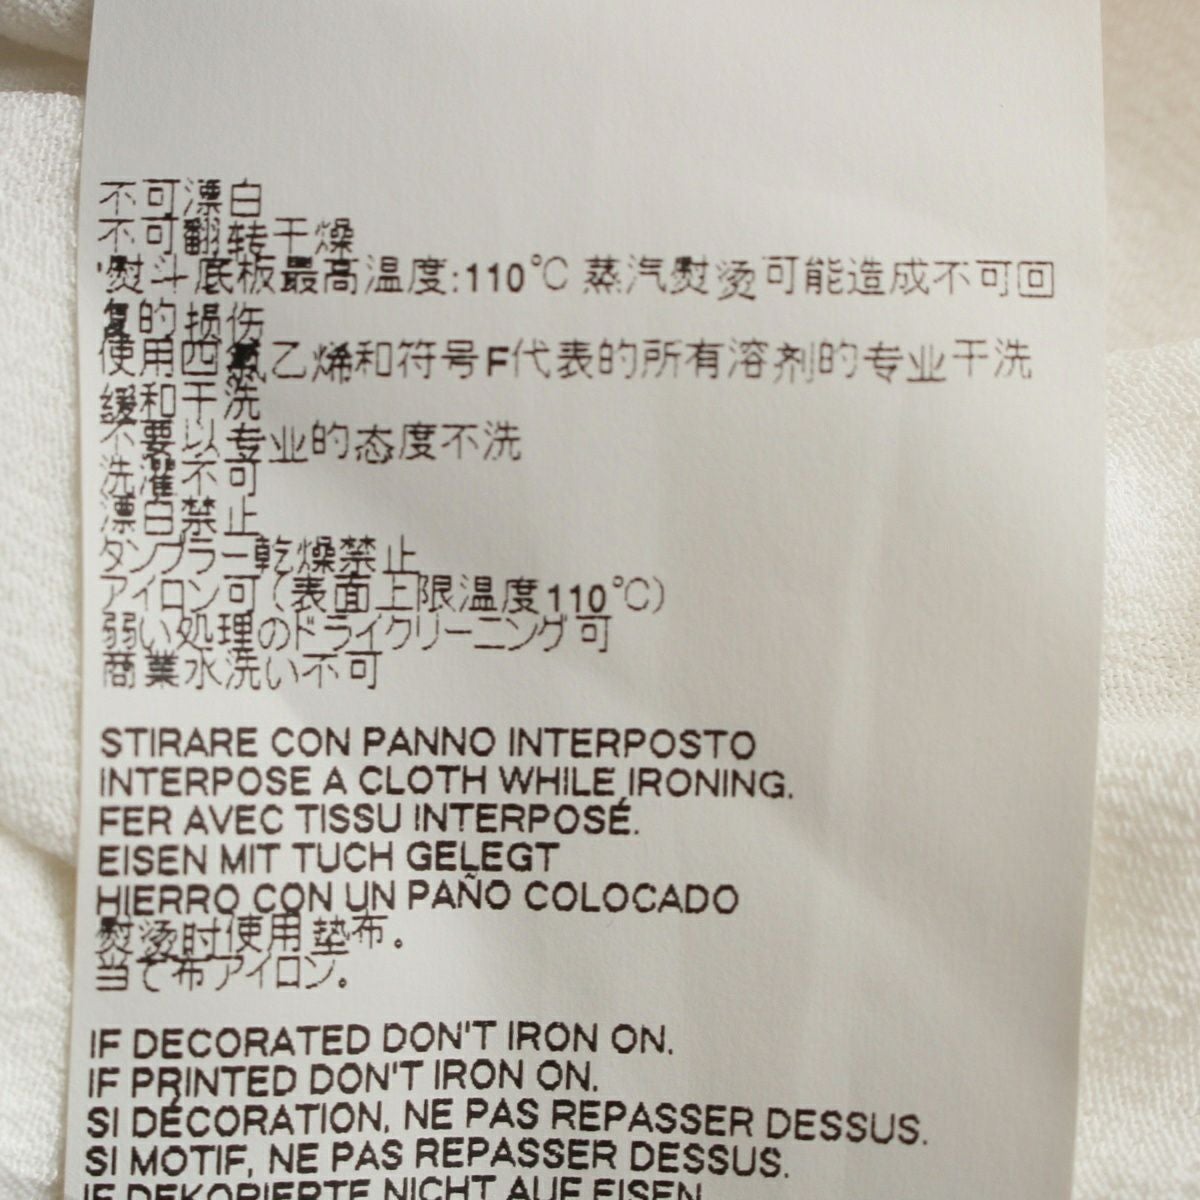 不可漂白
不可翻转干燥
熨斗底板最高温度:110℃ 蒸汽熨烫可能造成不可回
复的损伤
使用四氯乙烯和符号F代表的所有溶剂的专业干洗
缓和干洗
不要以专业的态度不洗
洗濯不可
漂白禁止
タンブラー乾燥禁止
アイロン可(表面上限温度110℃)
弱い処理のドライクリーニング可
商業水洗い不可
STIRARE CON PANNO INTERPOSTO
INTERPOSE A CLOTH WHILE IRONING.
FER AVEC TISSU INTERPOSÉ.
EISEN MIT TUCH GELEGT
HIERRO CON UN PAÑO COLOCADO
熨烫时使用垫布。
当て布アイロン。
IF DECORATED DON'T IRON ON.
IF PRINTED DON'T IRON ON.
SI DÉCORATION, NE PAS REPASSER DESSUS.
SI MOTIF, NE PAS REPASSER DESSUS.
IF DEKORIERTE NICHT AUF EISEN